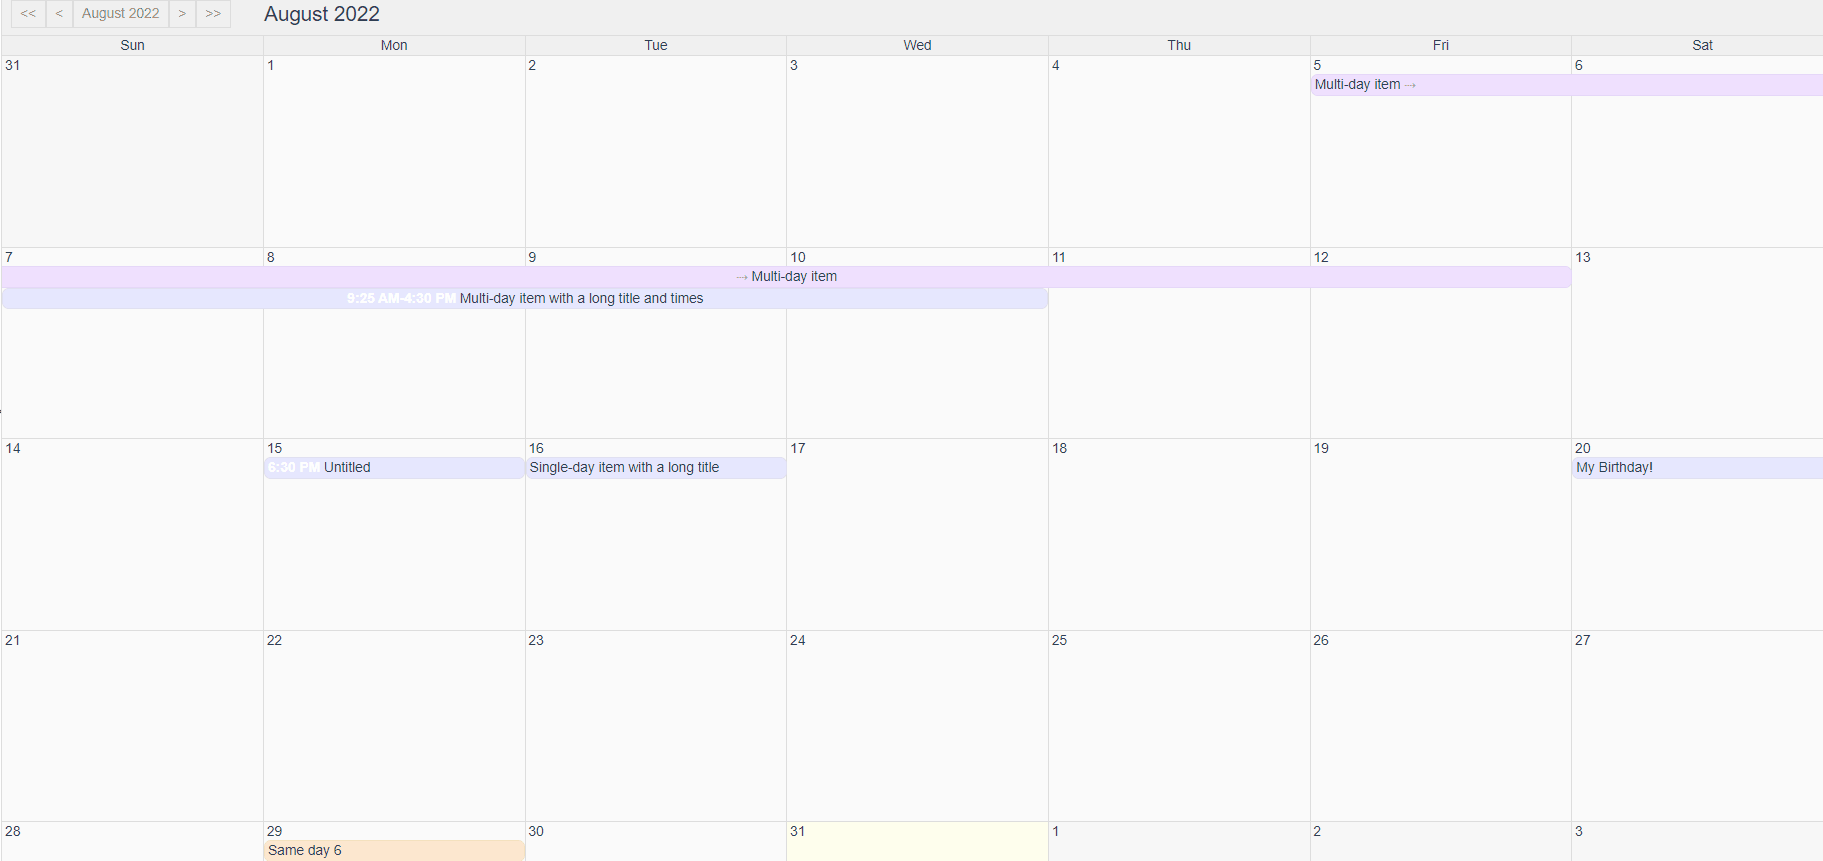 << < August 2022 > >> August 2022
Sun Mon Tue Wed Thu Fri Sat
31 1 2 3 4 5 6
Multi-day item ⤏
7 8 9 10 11 12 13
⤏ Multi-day item
9:25 AM-4:30 PM Multi-day item with a long title and times
14 15 16 17 18 19 20
6:30 PM Untitled Single-day item with a long title My Birthday!
21 22 23 24 25 26 27
28 29 30 31 1 2 3
Same day 6